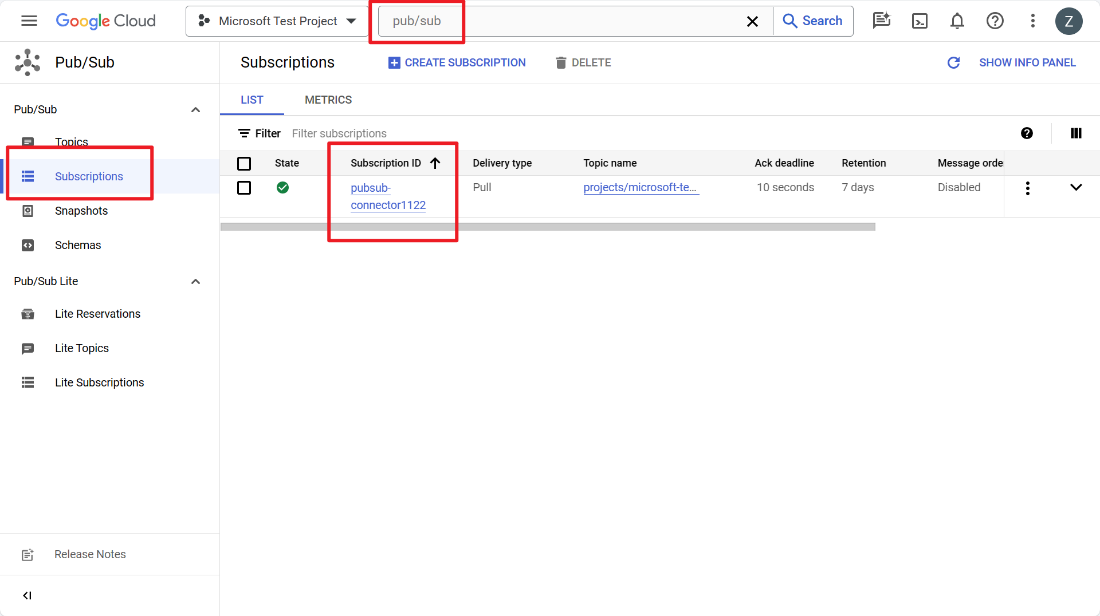 Google Cloud
Microsoft Test Project
pub/sub
Search
Z
Pub/Sub
Subscriptions
CREATE SUBSCRIPTION
DELETE
SHOW INFO PANEL
Pub/Sub
Topics
Subscriptions
Snapshots
Schemas
Pub/Sub Lite
Lite Reservations
Lite Topics
Lite Subscriptions
Release Notes
LIST
METRICS
Filter
Filter subscriptions
State
Subscription ID
Delivery type
Topic name
Ack deadline
Retention
Message orde
pubsub-
connector1122
Pull
projects/microsoft-te...
10 seconds
7 days
Disabled